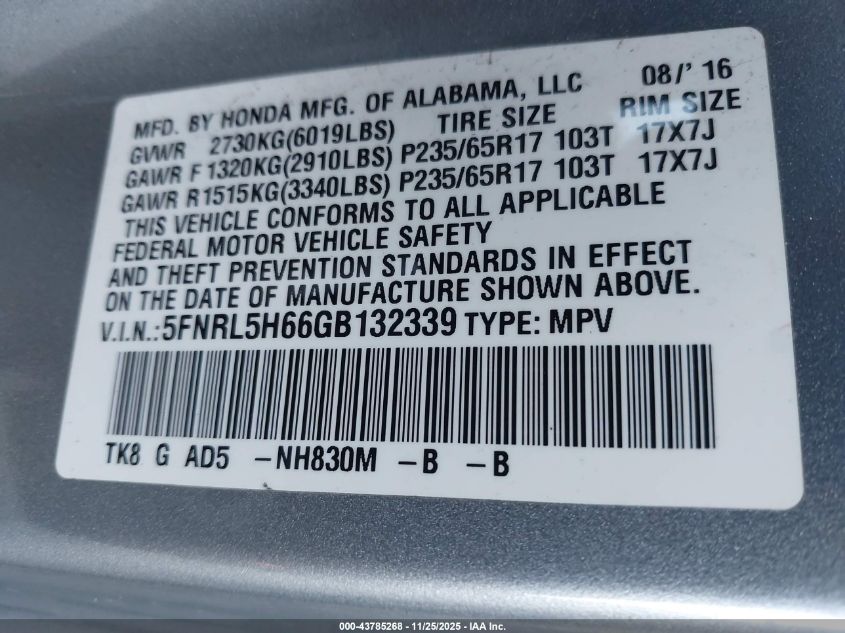 MFD. BY HONDA MFG. OF ALABAMA, LLC 08/' 16
GVWR 2730KG(6019LBS) TIRE SIZE RIM SIZE
GAWR F 1320KG(2910LBS) P235/65R17 103T 17X7J
GAWR R1515KG(3340LBS) P235/65R17 103T 17X7J
THIS VEHICLE CONFORMS TO ALL APPLICABLE
FEDERAL MOTOR VEHICLE SAFETY
AND THEFT PREVENTION STANDARDS IN EFFECT
ON THE DATE OF MANUFACTURE SHOWN ABOVE.
V.I.N.:5FNRL5H66GB132339 TYPE: MPV
TK8 G AD5 -NH830M -B -B
000-43785268 - 11/25/2025 - IAA Inc.